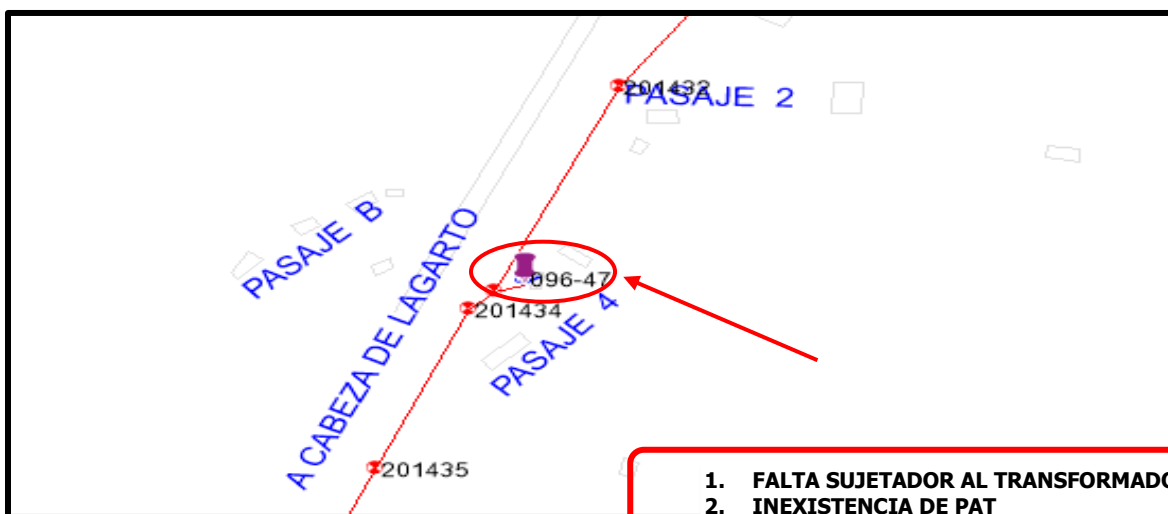 201432
PASAJE 2
PASAJE B
A CABEZA DE LAGARTO
096-47
201434
PASAJE 4
201435
1. FALTA SUJETADOR AL TRANSFORMADO
2. INEXISTENCIA DE PAT